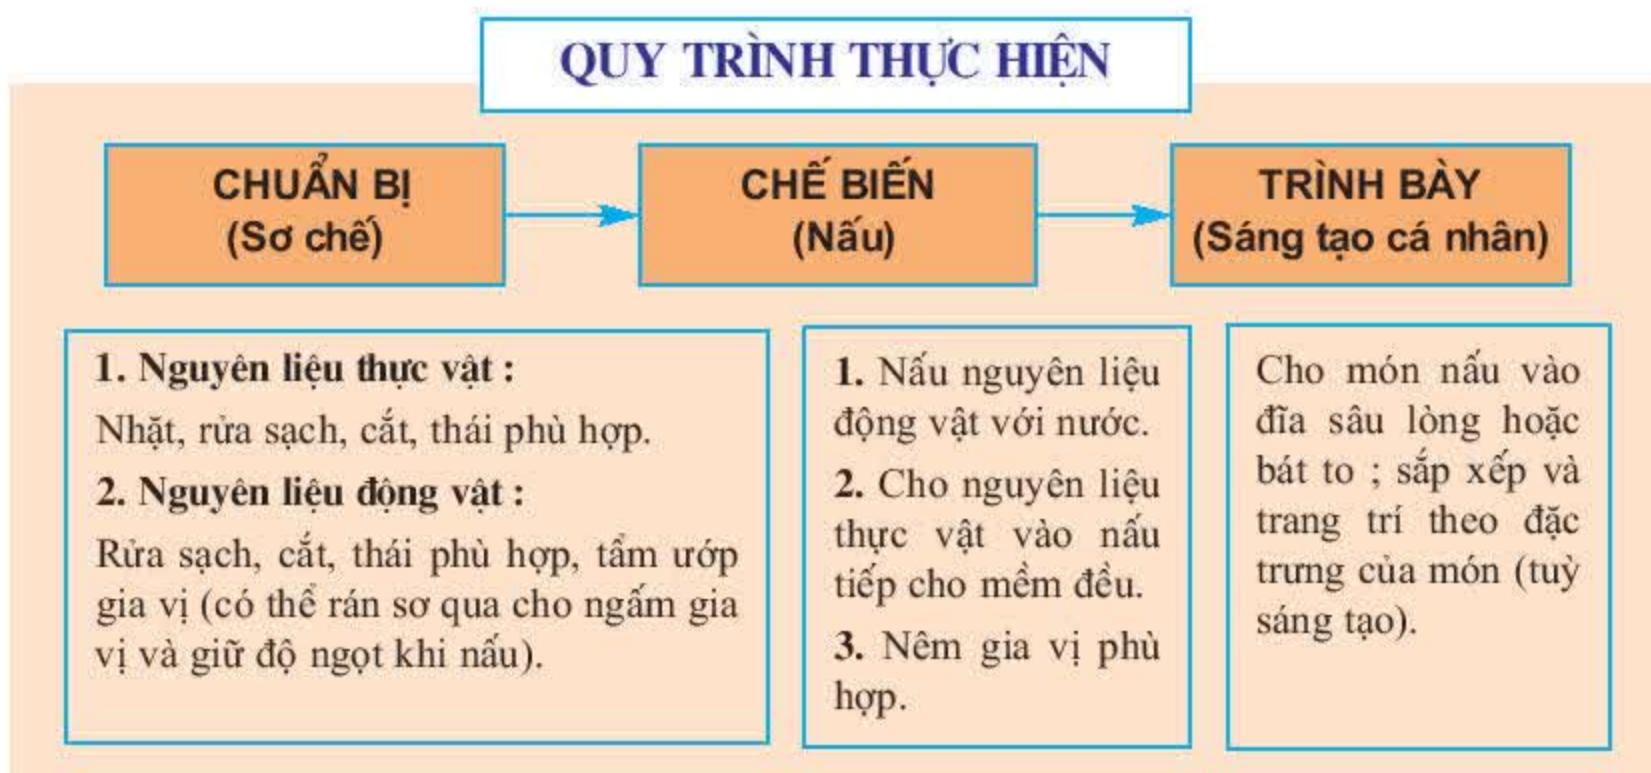 QUY TRÌNH THỰC HIỆN
CHUẨN BỊ
(Sơ chế)
CHẾ BIẾN
(Nấu)
TRÌNH BÀY
(Sáng tạo cá nhân)
1. Nguyên liệu thực vật :
Nhặt, rửa sạch, cắt, thái phù hợp.
2. Nguyên liệu động vật :
Rửa sạch, cắt, thái phù hợp, tẩm ướp
gia vị (có thể rán sơ qua cho ngấm gia
vị và giữ độ ngọt khi nấu).
1. Nấu nguyên liệu
động vật với nước.
2. Cho nguyên liệu
thực vật vào nấu
tiếp cho mềm đều.
3. Nêm gia vị phù
hợp.
Cho món nấu vào
đĩa sâu lòng hoặc
bát to ; sắp xếp và
trang trí theo đặc
trưng của món (tuỳ
sáng tạo).